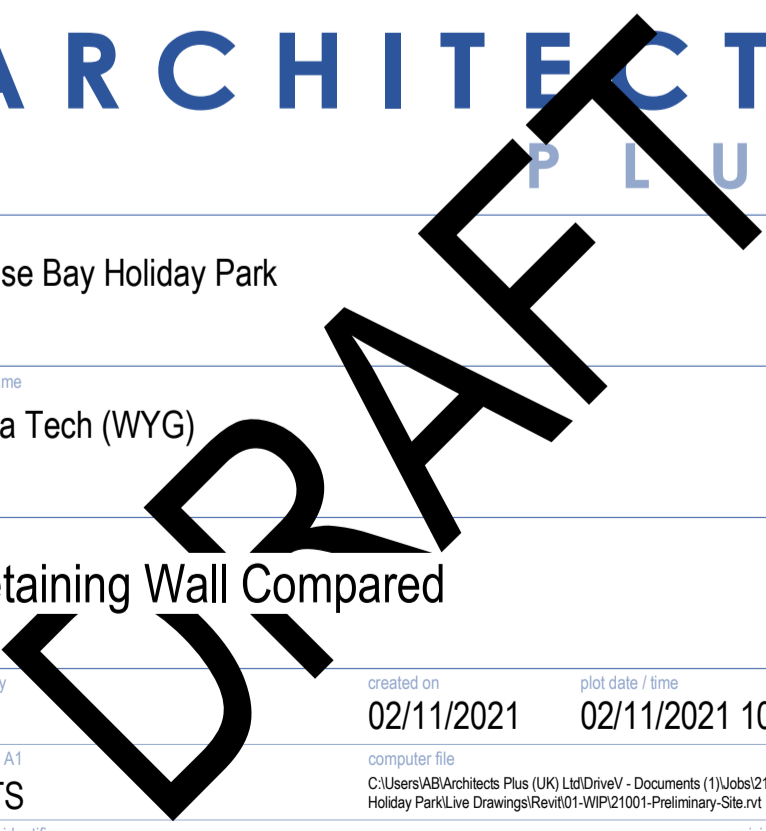 ARCHITECT
PLU
DRAFT
se Bay Holiday Park
me
a Tech (WYG)
etaining Wall Compared
y
created on
plot date / time
02/11/2021
02/11/2021 10
A1
computer file
TS
C:\Users\AB\Architects Plus (UK) Ltd\DriveV - Documents (1)\Jobs\21
Holiday Park\Live Drawings\Revit\01-WIP\21001-Preliminary-Site.rvt